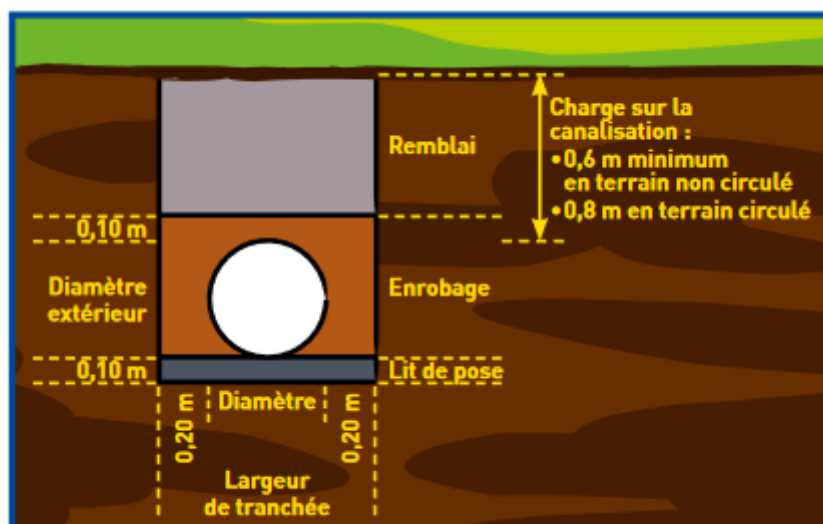 Charge sur la
canalisation :
•0,6 m minimum
en terrain non circulé
•0,8 m en terrain circulé
Remblai
0,10 m
Diamètre
extérieur
Enrobage
0,10 m
Lit de pose
0,20 m
Diamètre
0,20 m
Largeur
de tranchée